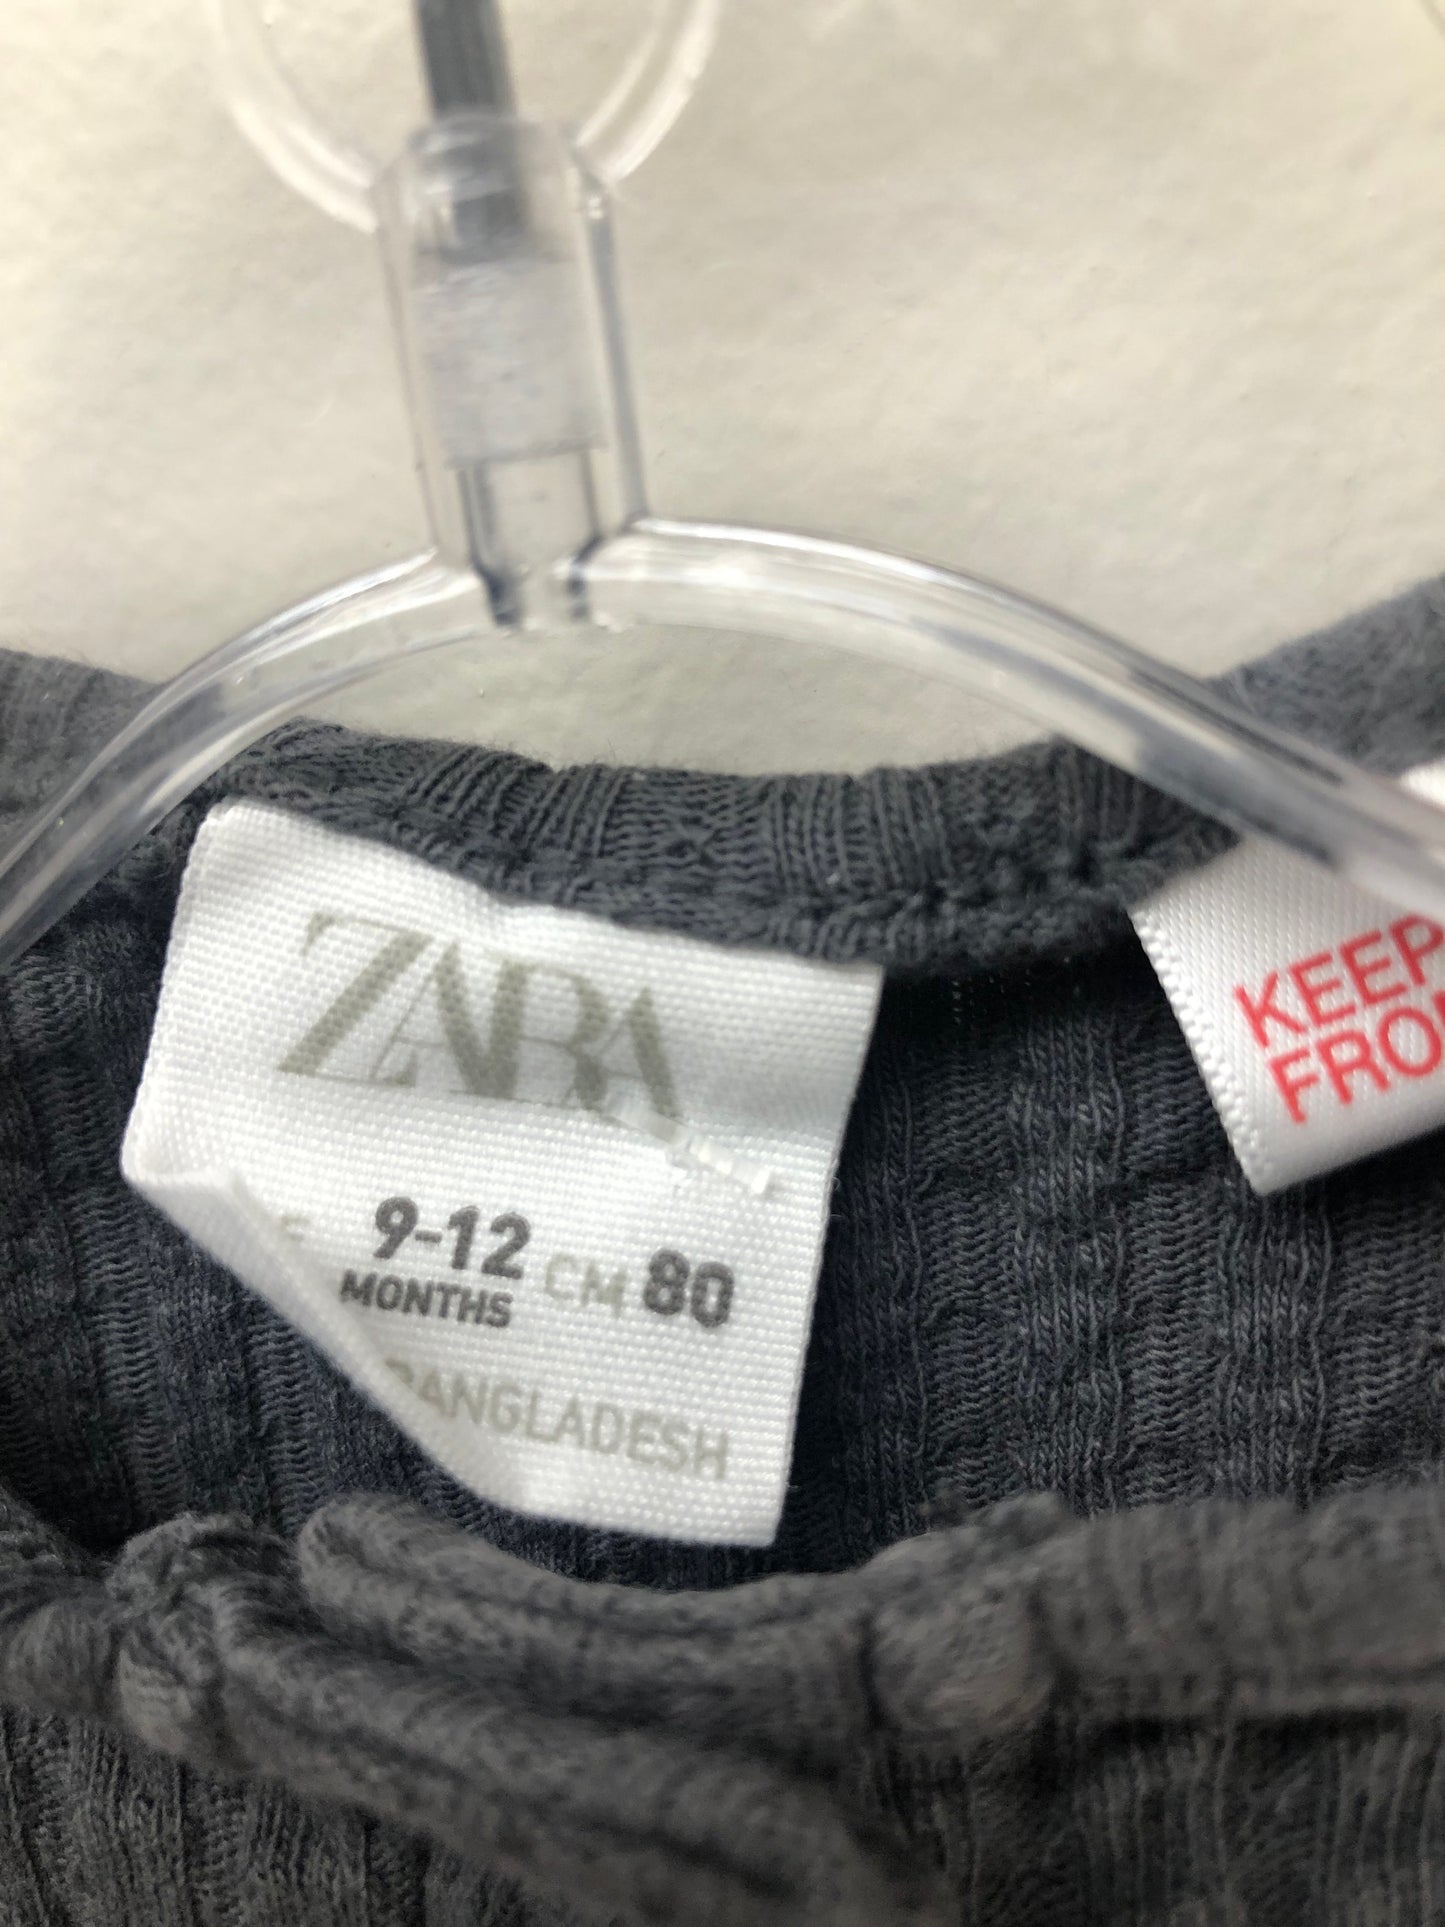 ZARA
9-12 CM 80
MONTHS
BANGLADESH
KEEP
FRO